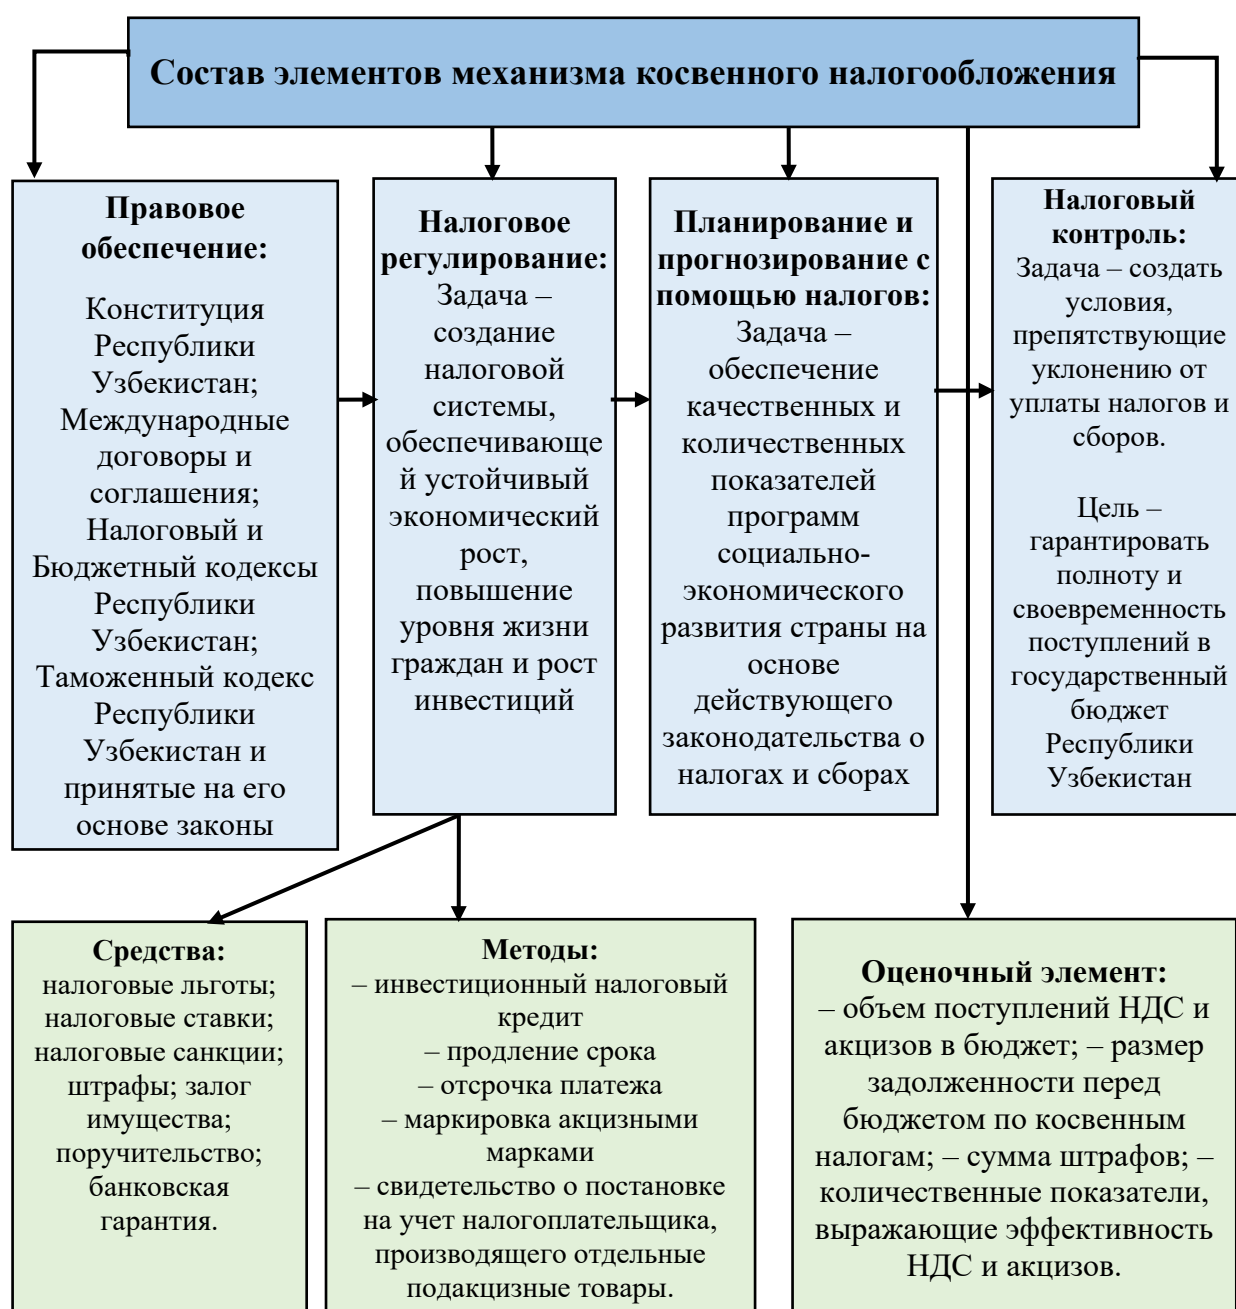 Состав элементов механизма косвенного налогообложения
Правовое
обеспечение:
Конституция
Республики
Узбекистан;
Международные
договоры и
соглашения;
Налоговый и
Бюджетный кодексы
Республики
Узбекистан;
Таможенный кодекс
Республики
Узбекистан и
принятые на его
основе законы
Налоговое
регулирование:
Задача –
создание
налоговой
системы,
обеспечивающе
й устойчивый
экономический
рост,
повышение
уровня жизни
граждан и рост
инвестиций
Планирование и
прогнозирование с
помощью налогов:
Задача –
обеспечение
качественных и
количественных
показателей
программ
социально-
экономического
развития страны на
основе
действующего
законодательства о
налогах и сборах
Налоговый
контроль:
Задача – создать
условия,
препятствующие
уклонению от
уплаты налогов и
сборов.
Цель –
гарантировать
полноту и
своевременность
поступлений в
государственный
бюджет
Республики
Узбекистан
Средства:
налоговые льготы;
налоговые ставки;
налоговые санкции;
штрафы; залог
имущества;
поручительство;
банковская
гарантия.
Методы:
– инвестиционный налоговый
кредит
– продление срока
– отсрочка платежа
– маркировка акцизными
марками
– свидетельство о постановке
на учет налогоплательщика,
производящего отдельные
подакцизные товары.
Оценочный элемент:
– объем поступлений НДС и
акцизов в бюджет; – размер
задолженности перед
бюджетом по косвенным
налогам; – сумма штрафов; –
количественные показатели,
выражающие эффективность
НДС и акцизов.